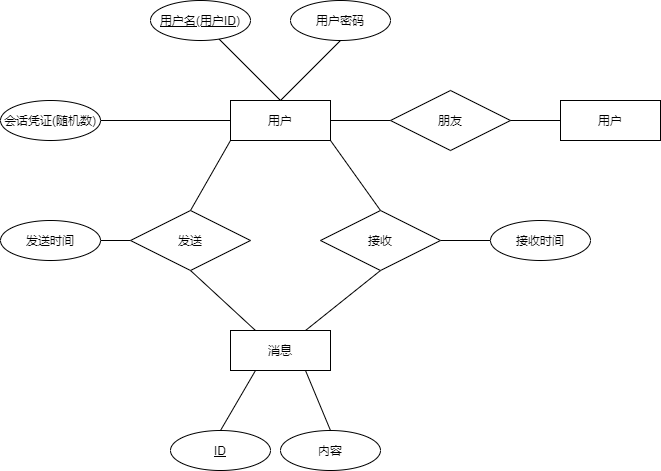 用户名(用户ID)
用户密码
会话凭证(随机数)
用户
朋友
用户
发送时间
发送
接收
接收时间
消息
ID
内容